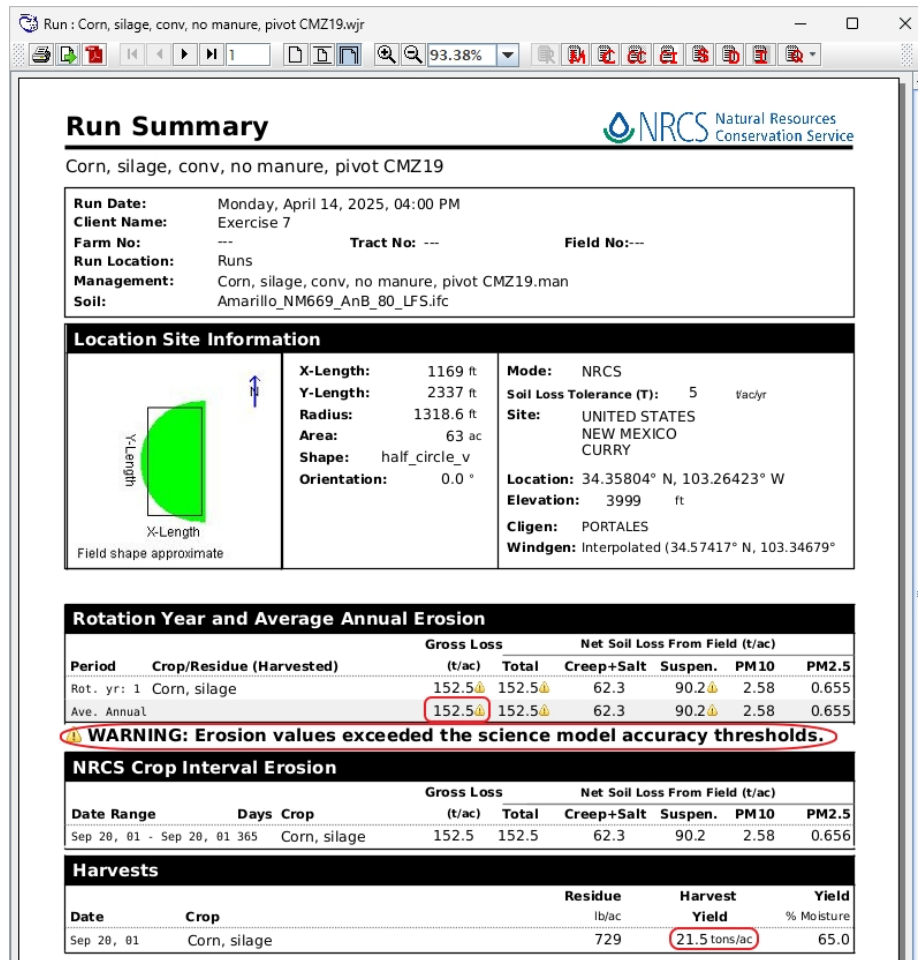 Run : Corn, silage, conv, no manure, pivot CMZ19.wjr
1
93.38%
Run Summary
NRCS Natural Resources
Conservation Service
Corn, silage, conv, no manure, pivot CMZ19
Run Date: Monday, April 14, 2025, 04:00 PM
Client Name: Exercise 7
Farm No: --- Tract No: --- Field No:---
Run Location: Runs
Management: Corn, silage, conv, no manure, pivot CMZ19.man
Soil: Amarillo_NM669_AnB_80_LFS.ifc
Location Site Information
N
Y-Length
X-Length
Field shape approximate
X-Length: 1169 ft
Y-Length: 2337 ft
Radius: 1318.6 ft
Area: 63 ac
Shape: half_circle_v
Orientation: 0.0 °
Mode: NRCS
Soil Loss Tolerance (T): 5 t/ac/yr
Site: UNITED STATES
NEW MEXICO
CURRY
Location: 34.35804° N, 103.26423° W
Elevation: 3999 ft
Cligen: PORTALES
Windgen: Interpolated (34.57417° N, 103.34679°
Rotation Year and Average Annual Erosion
Gross Loss Net Soil Loss From Field (t/ac)
Period Crop/Residue (Harvested) (t/ac) Total Creep+Salt Suspen. PM10 PM2.5
Rot. yr: 1 Corn, silage 152.5 152.5 62.3 90.2 2.58 0.655
Ave. Annual 152.5 152.5 62.3 90.2 2.58 0.655
WARNING: Erosion values exceeded the science model accuracy thresholds.
NRCS Crop Interval Erosion
Gross Loss Net Soil Loss From Field (t/ac)
Date Range Days Crop (t/ac) Total Creep+Salt Suspen. PM10 PM2.5
Sep 20, 01 - Sep 20, 01 365 Corn, silage 152.5 152.5 62.3 90.2 2.58 0.656
Harvests
Residue Harvest Yield
Date Crop lb/ac Yield % Moisture
Sep 20, 01 Corn, silage 729 21.5 tons/ac 65.0